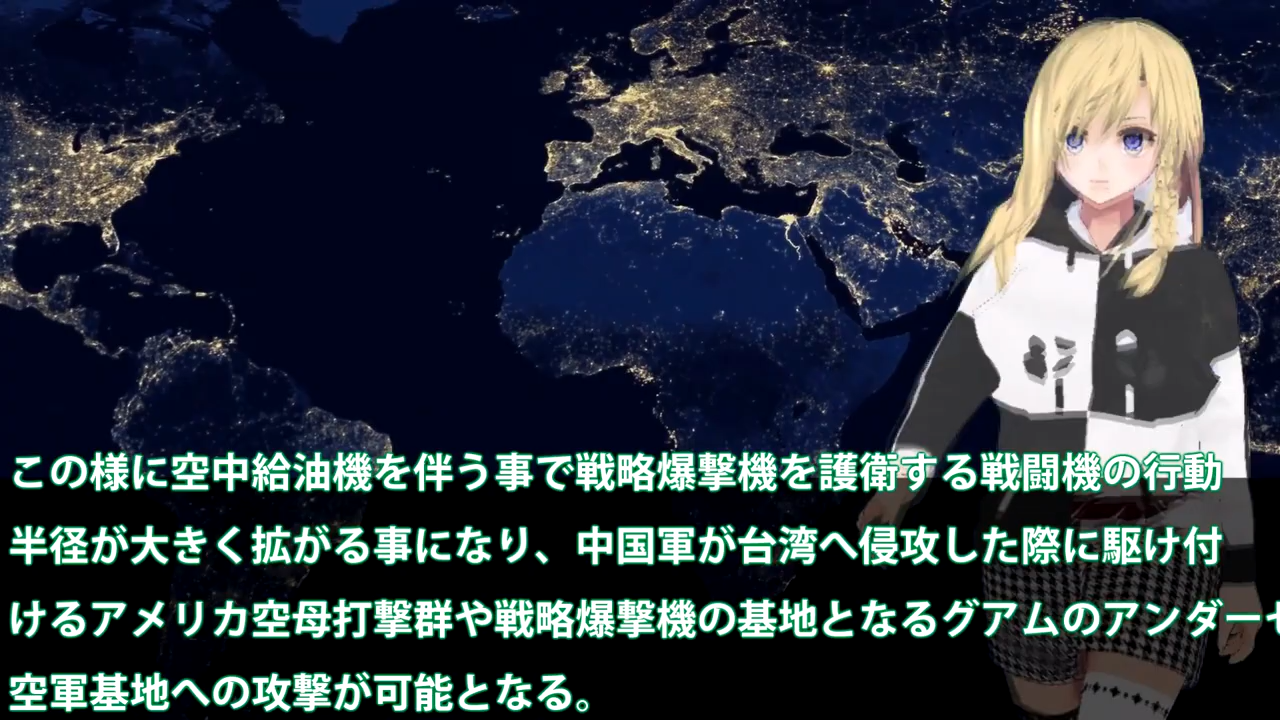 この様に空中給油機を伴う事で戦略爆撃機を護衛する戦闘機の行動
半径が大きく拡がる事になり、中国軍が台湾へ侵攻した際に駆け付
けるアメリカ空母打撃群や戦略爆撃機の基地となるグアムのアンダー
空軍基地への攻撃が可能となる。